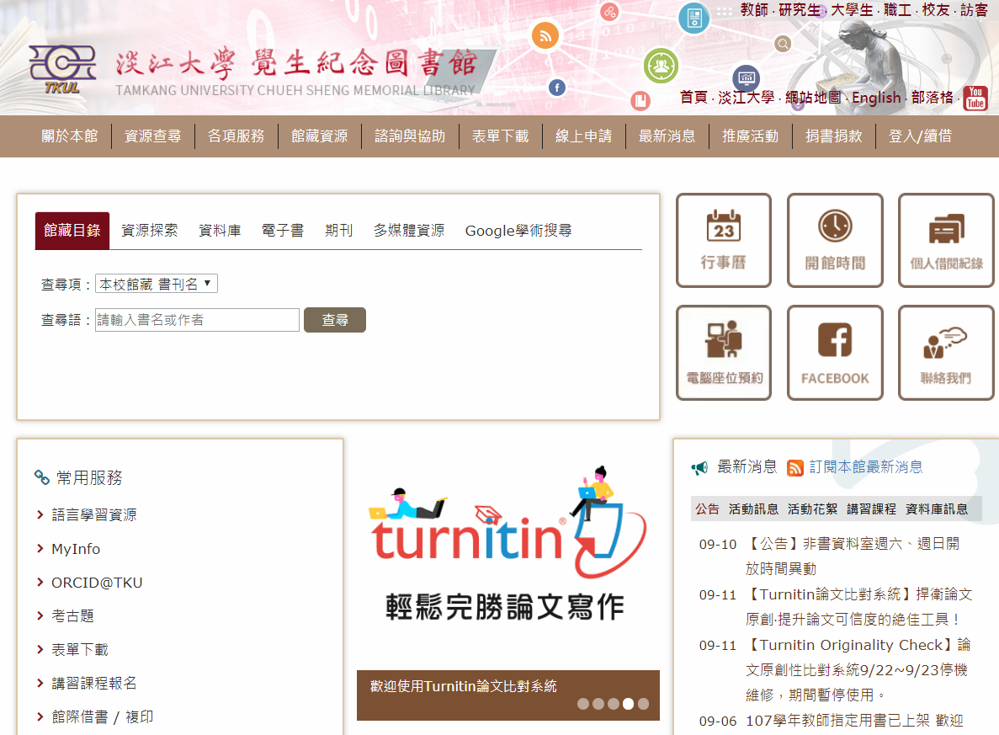 教師 · 研究生 · 大學生 · 職工 · 校友 · 訪客
淡江大學 覺生紀念圖書館
TKUL
TAMKANG UNIVERSITY CHUEH SHENG MEMORIAL LIBRARY
首頁 · 淡江大學 · 網站地圖 · English · 部落格 · You Tube
關於本館 資源查尋 各項服務 館藏資源 諮詢與協助 表單下載 線上申請 最新消息 推廣活動 捐書捐款 登入/續借
館藏目錄 資源探索 資料庫 電子書 期刊 多媒體資源 Google學術搜尋
查尋項：本校館藏 書刊名
查尋語：請輸入書名或作者 查尋
23
行事曆 開館時間 個人借閱紀錄
電腦座位預約 FACEBOOK 聯絡我們
常用服務
語言學習資源
MyInfo
ORCID@TKU
考古題
表單下載
講習課程報名
館際借書 / 複印
turnitin®
輕鬆完勝論文寫作
歡迎使用Turnitin論文比對系統
最新消息 訂閱本館最新消息
公告 活動訊息 活動花絮 講習課程 資料庫訊息
09-10 【公告】非書資料室週六、週日開
放時間異動
09-11 【Turnitin論文比對系統】捍衛論文
原創‧提升論文可信度的絶佳工具！
09-11 【Turnitin Originality Check】論
文原創性比對系統9/22~9/23停機
維修，期間暫停使用。
09-06 107學年教師指定用書已上架 歡迎